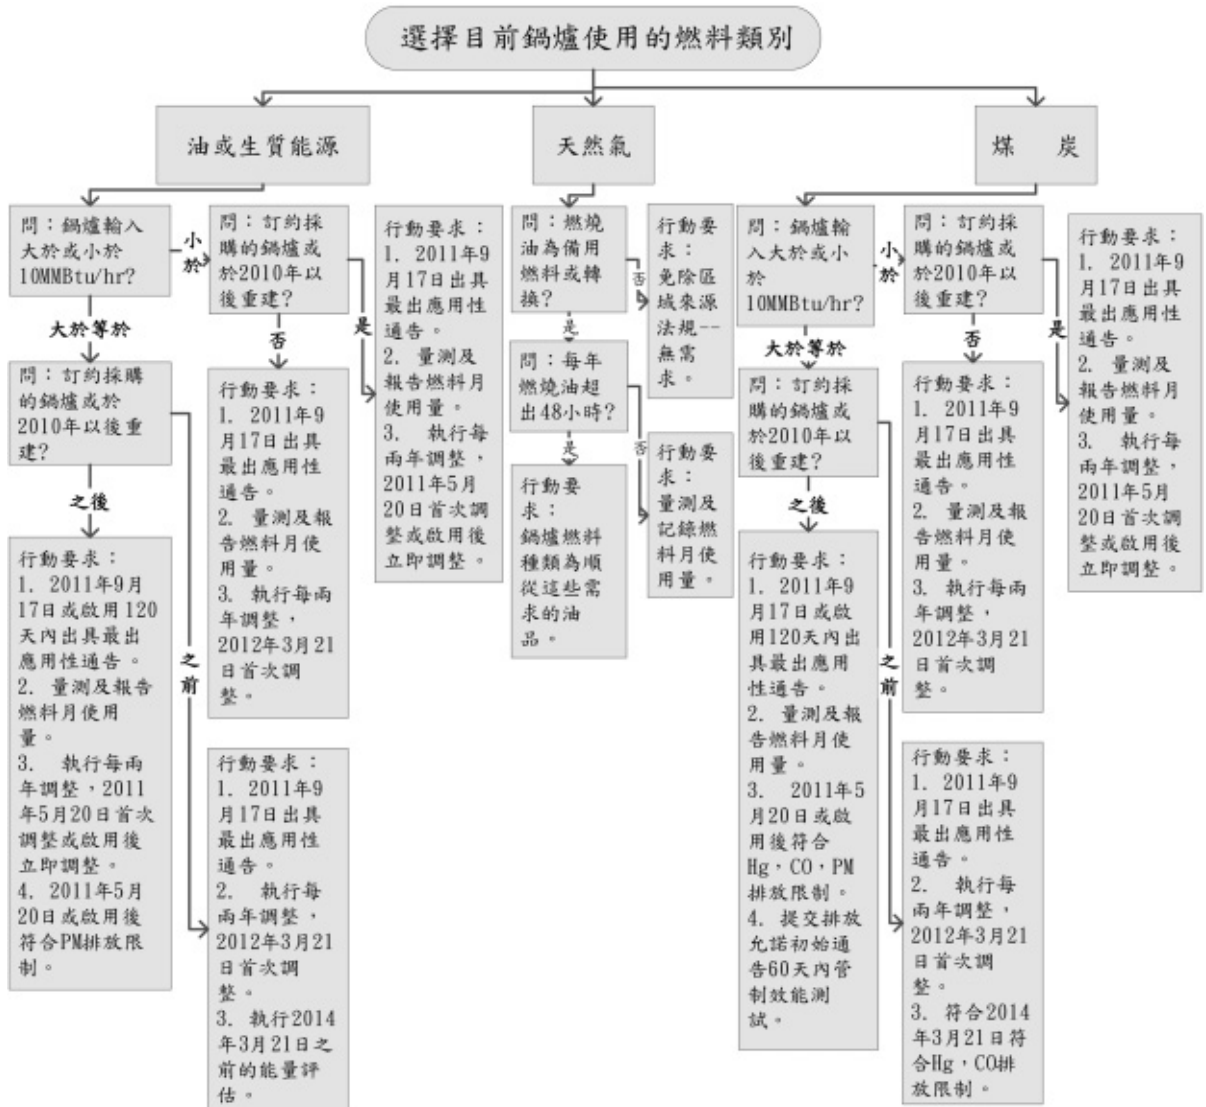 選擇目前鍋爐使用的燃料類別
油或生質能源
問：鍋爐輸入
大於或小於
10MMBtu/hr?
小
於
問：訂約採
購的鍋爐或
於2010年以
後重建?
大於等於
問：訂約採購
的鍋爐或於
2010年以後重
建?
否
是
行動要求：
1. 2011年9
月17日出具
最出應用性
通告。
2. 量測及
報告燃料月
使用量。
3. 執行每
兩年調整，
2011年5月
20日首次調
整或啟用後
立即調整。
行動要求：
1. 2011年9
月17日出具
最出應用性
通告。
2. 量測及報
告燃料月使
用量。
3. 執行每兩
年調整，
2012年3月21
日首次調
整。
之後
之
前
行動要求：
1. 2011年9月
17日或啟用120
天內出具最出
應用性通告。
2. 量測及報告
燃料月使用
量。
3. 執行每兩
年調整，2011
年5月20日首次
調整或啟用後
立即調整。
4. 2011年5月
20日或啟用後
符合PM排放限
制。
行動要求：
1. 2011年9
月17日出具
最出應用性
通告。
2. 執行每
兩年調整，
2012年3月21
日首次調
整。
3. 執行2014
年3月21日之
前的能量評
估。
天然氣
問：燃燒
油為備用
燃料或轉
換?
否
行動要
求：
免除區
域來源
法規--
無需
求。
是
問：每年
燃燒油超
出48小時?
是
否
行動要
求：
鍋爐燃料
種類為順
從這些需
求的油
品。
行動要
求：
量測及
記錄燃
料月使
用量。
煤 炭
問：鍋爐輸
入大於或小
於
10MMBtu/hr?
小
於
問：訂約採
購的鍋爐或
於2010年以
後重建?
大於等於
問：訂約採
購的鍋爐或
於2010年以
後重建?
否
是
行動要求：
1. 2011年9
月17日出具
最出應用性
通告。
2. 量測及
報告燃料月
使用量。
3. 執行每
兩年調整，
2011年5月
20日首次調
整或啟用後
立即調整。
行動要求：
1. 2011年9
月17日出具
最出應用性
通告。
2. 量測及報
告燃料月使
用量。
3. 執行每兩
年調整，
2012年3月21
日首次調
整。
之後
之
前
行動要求：
1. 2011年9
月17日或啟
用120天內出
具最出應用
性通告。
2. 量測及報
告燃料月使
用量。
3. 2011年5
月20日或啟
用後符合
Hg，CO，PM
排放限制。
4. 提交排放
允諾初始通
告60天內管
制效能測
試。
行動要求：
1. 2011年9
月17日出具
最出應用性
通告。
2. 執行每
兩年調整，
2012年3月21
日首次調
整。
3. 符合2014
年3月21日符
合Hg，CO排
放限制。